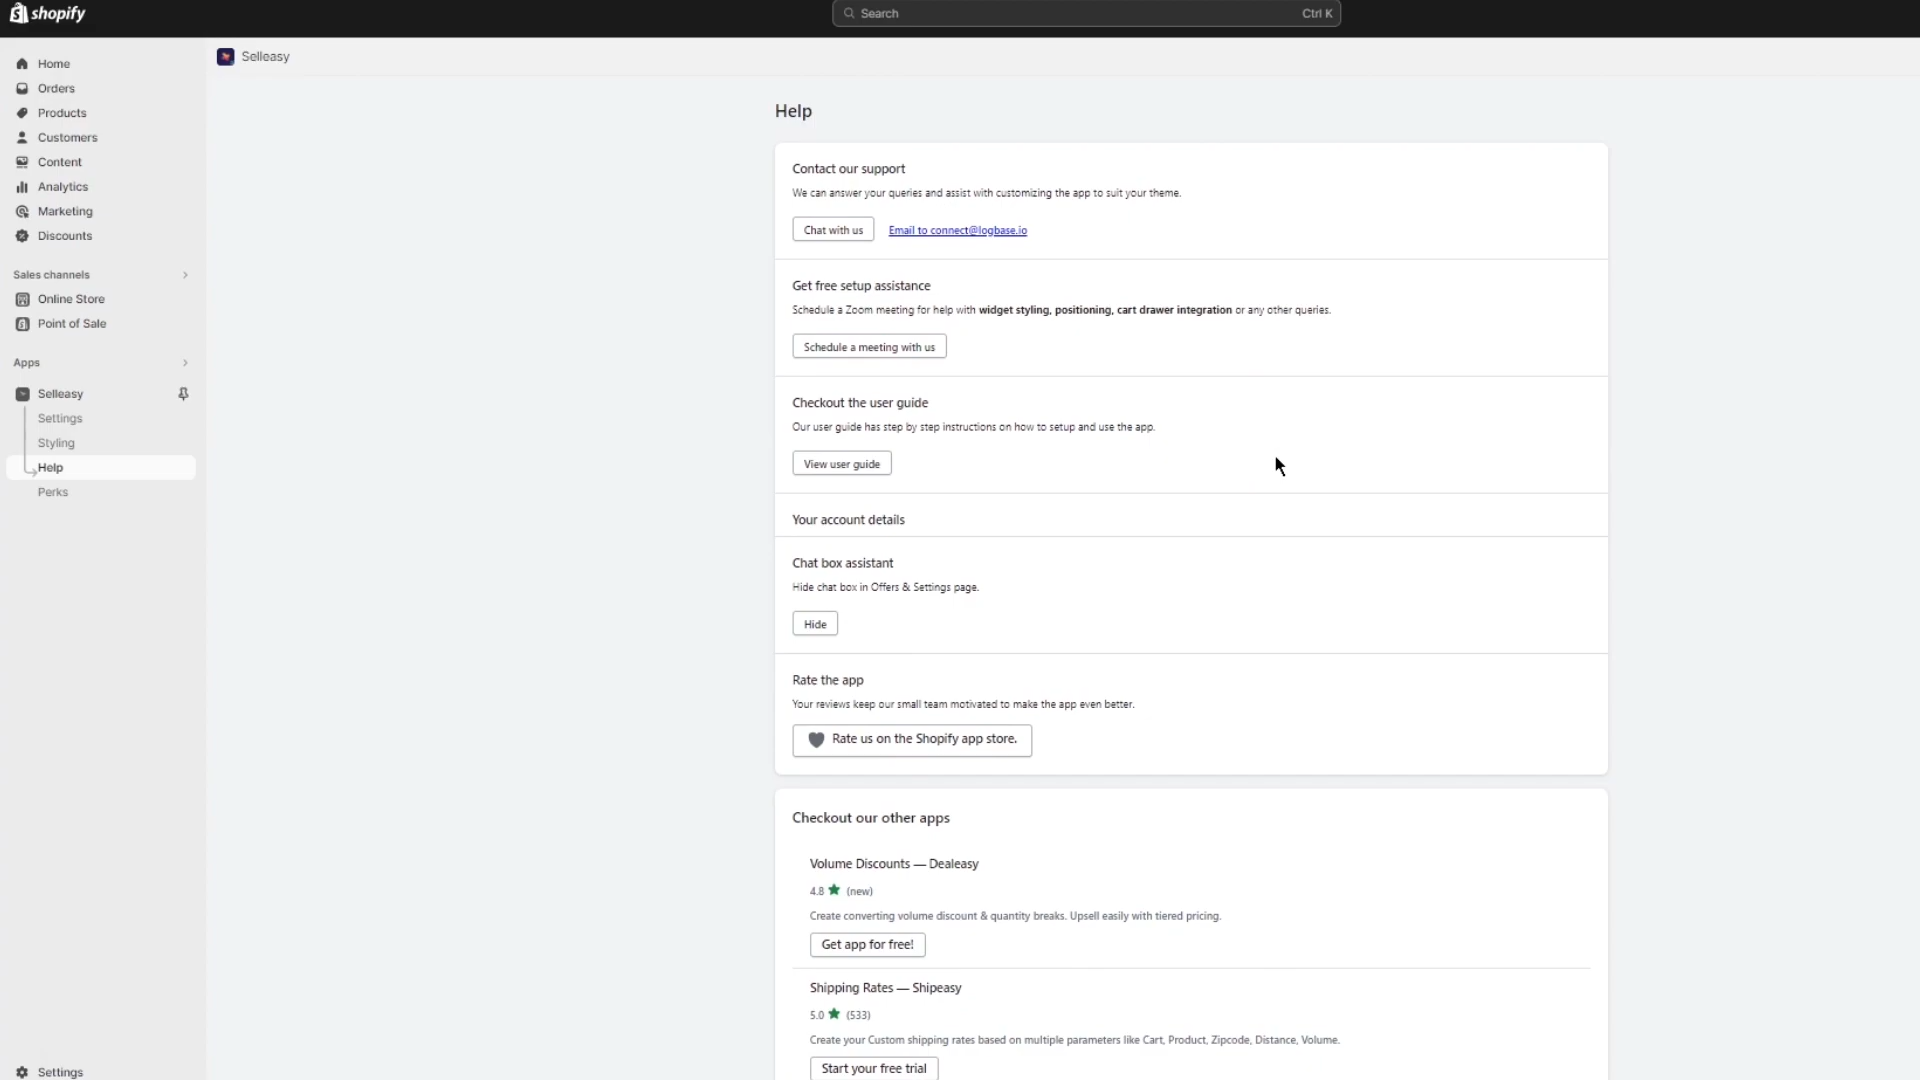 shopify
Search
Ctrl K
Home
Orders
Products
Customers
Content
Analytics
Marketing
Discounts
Sales channels
Online Store
Point of Sale
Apps
Selleasy
Settings
Styling
Help
Perks
Settings
Selleasy
Help
Contact our support
We can answer your queries and assist with customizing the app to suit your theme.
Chat with us
Email to connect@logbase.io
Get free setup assistance
Schedule a Zoom meeting for help with widget styling, positioning, cart drawer integration or any other queries.
Schedule a meeting with us
Checkout the user guide
Our user guide has step by step instructions on how to setup and use the app.
View user guide
Your account details
Chat box assistant
Hide chat box in Offers & Settings page.
Hide
Rate the app
Your reviews keep our small team motivated to make the app even better.
Rate us on the Shopify app store.
Checkout our other apps
Volume Discounts — Dealeasy
4.8 (new)
Create converting volume discount & quantity breaks. Upsell easily with tiered pricing.
Get app for free!
Shipping Rates — Shipeasy
5.0 (533)
Create your Custom shipping rates based on multiple parameters like Cart, Product, Zipcode, Distance, Volume.
Start your free trial